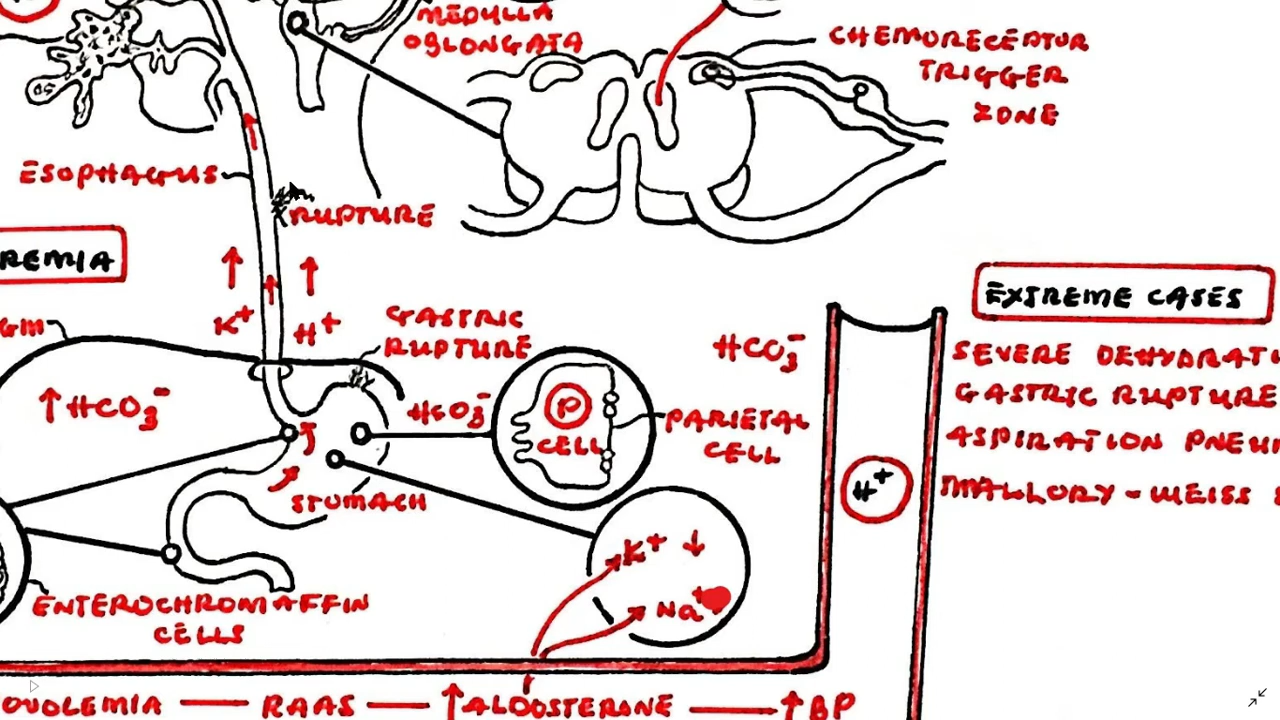 MEDULLA
OBLONGATA
CHEMORECEPTOR
TRIGGER
ZONE
ESOPHAGUS
RUPTURE
REMIA
K+
H+
GASTRIC
RUPTURE
GM
↑HCO3-
HCO3-
HCO3-
P
CELL
PARIETAL
CELL
STOMACH
EXTREME CASES
SEVERE DEHYDRATI
GASTRIC RUPTURE
ASPIRATION PNEU
MALLORY-WEISS
H+
K+ ↓
Na+
ENTEROCHROMAFFIN
CELLS
OVOLEMIA — RAAS — ↑ALDOSTERONE — ↑BP